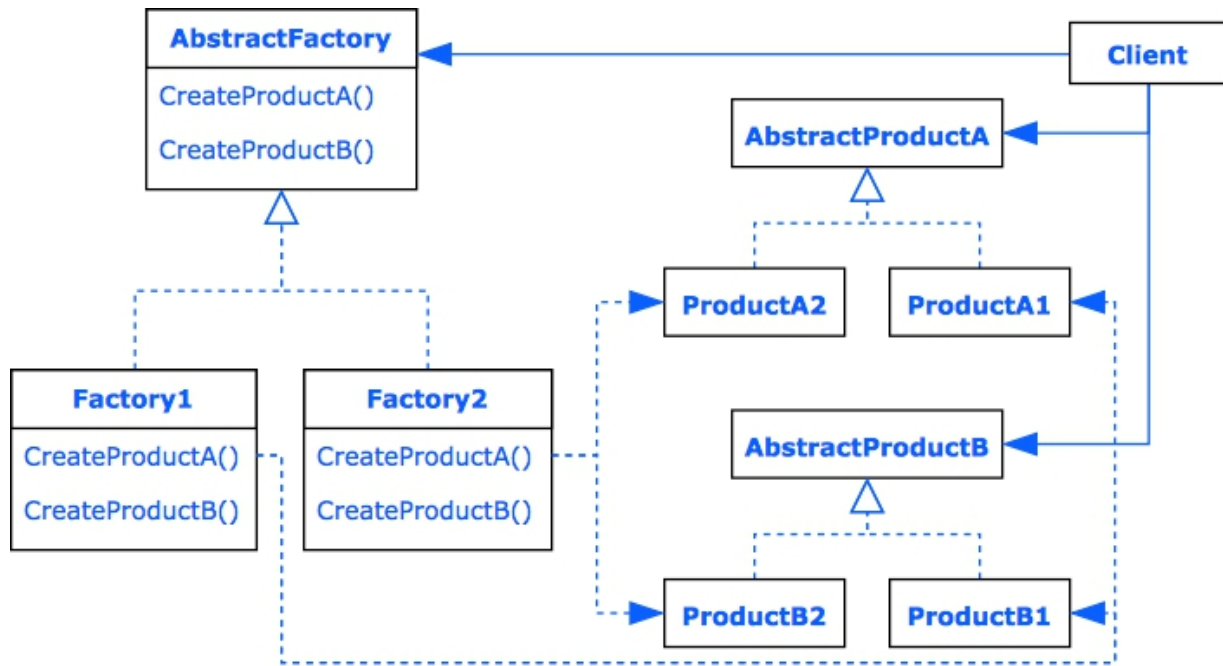 AbstractFactory
CreateProductA()
CreateProductB()
Client
AbstractProductA
ProductA2
ProductA1
Factory1
CreateProductA()
CreateProductB()
Factory2
CreateProductA()
CreateProductB()
AbstractProductB
ProductB2
ProductB1